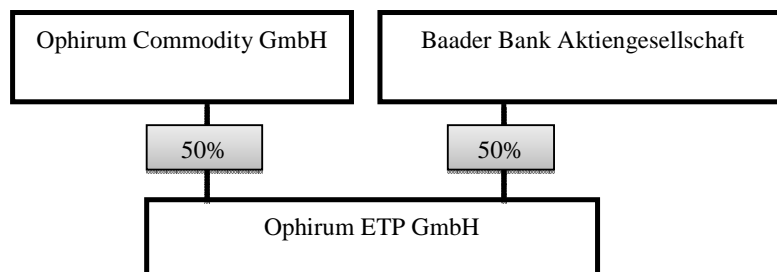 Ophirum Commodity GmbH
Baader Bank Aktiengesellschaft
50%
50%
Ophirum ETP GmbH